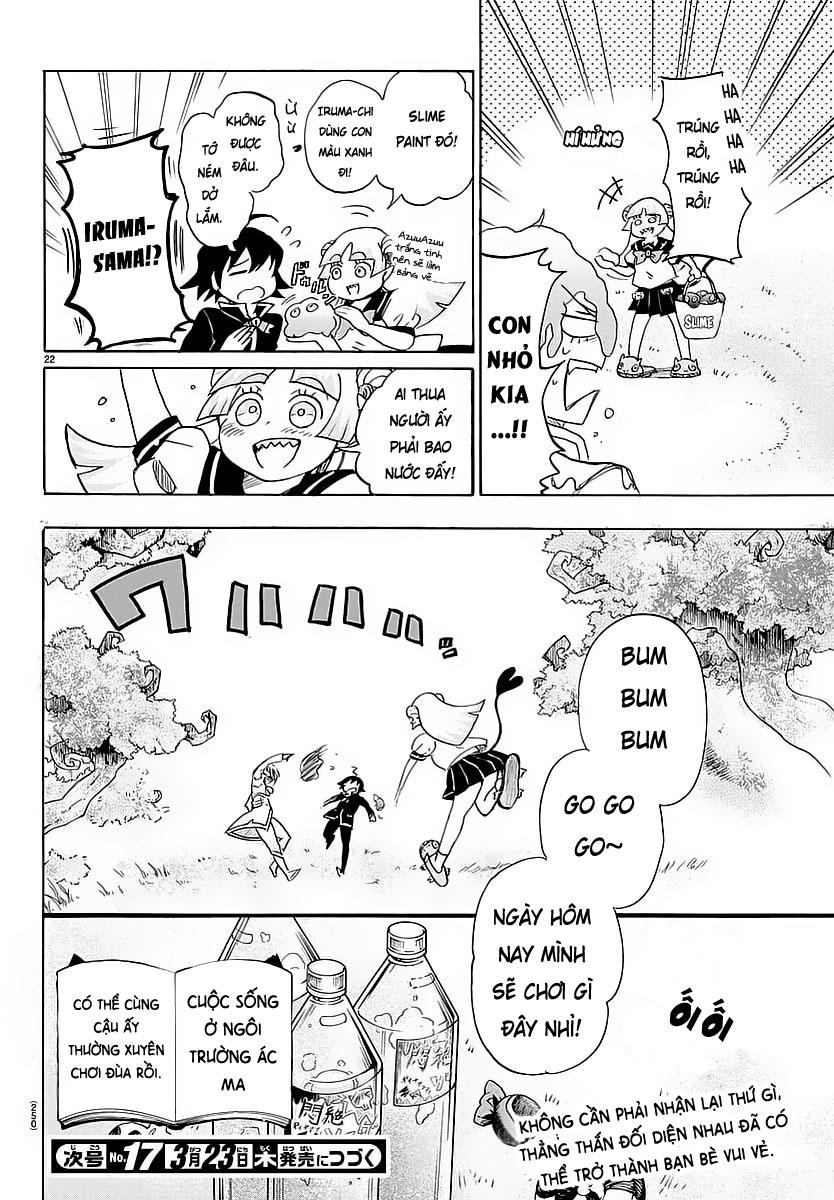 HA HA HA HA
TRÚNG
RỒI,
TRÚNG
RỒI!
HÍ HỬNG
SLIME
CON
NHỎ
KIA
...!!
SLIME
PAINT ĐÓ!
IRUMA-CHI
DÙNG CON
MÀU XANH
ĐI!
ừ ừ
KHÔNG
ĐƯỢC
ĐÂU.
TỚ
NÉM
DỞ
LẮM.
AzuuAzuu
trắng tinh
nên sẽ làm
bảng vẽ
IRUMA-
SAMA!?
22
AI THUA
NGƯỜI ẤY
PHẢI BAO
NƯỚC ĐẤY!
BUM
BUM
BUM
GO GO
GO~
NGÀY HÔM
NAY MÌNH
SẼ CHƠI GÌ
ĐÂY NHỈ!
ỐI ỐI
CUỘC SỐNG
Ở NGÔI
TRƯỜNG ÁC
MA
CÓ THỂ CÙNG
CẬU ẤY
THƯỜNG XUYÊN
CHƠI ĐÙA RỒI.
悶絶
KHÔNG CẦN PHẢI NHẬN LẠI THỨ GÌ,
THẲNG THẮN ĐỐI DIỆN NHAU ĐÃ CÓ
THỂ TRỞ THÀNH BẠN BÈ VUI VẺ.
(250)
次号No.17 3月23日木発売につづく